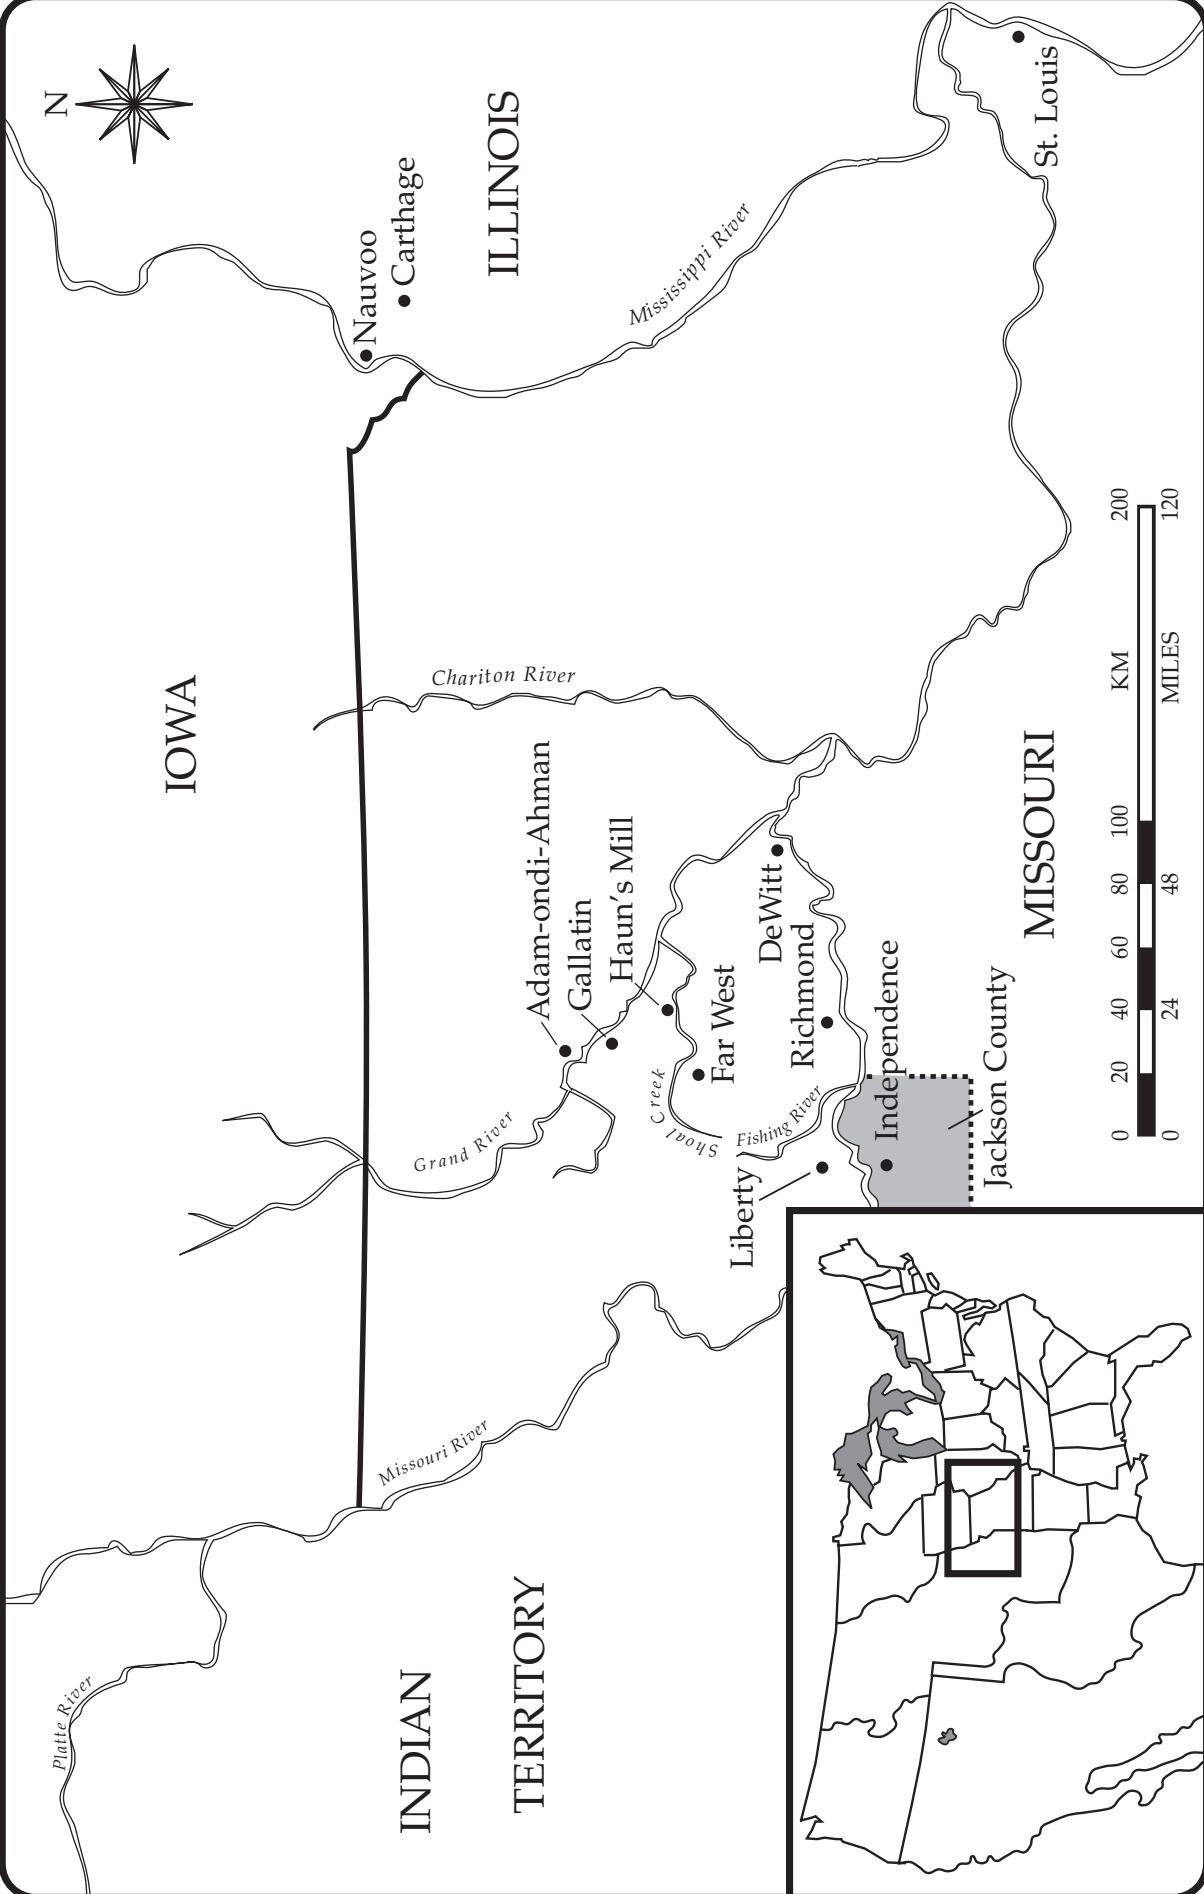 N
IOWA
ILLINOIS
INDIAN
TERRITORY
MISSOURI
Platte River
Missouri River
Grand River
Chariton River
Mississippi River
Nauvoo
Carthage
St. Louis
Adam-ondi-Ahman
Gallatin
Haun's Mill
Shoal Creek
Far West
DeWitt
Richmond
Fishing River
Liberty
Independence
Jackson County
0 20 40 60 80 100 KM 200
0 24 48 MILES 120